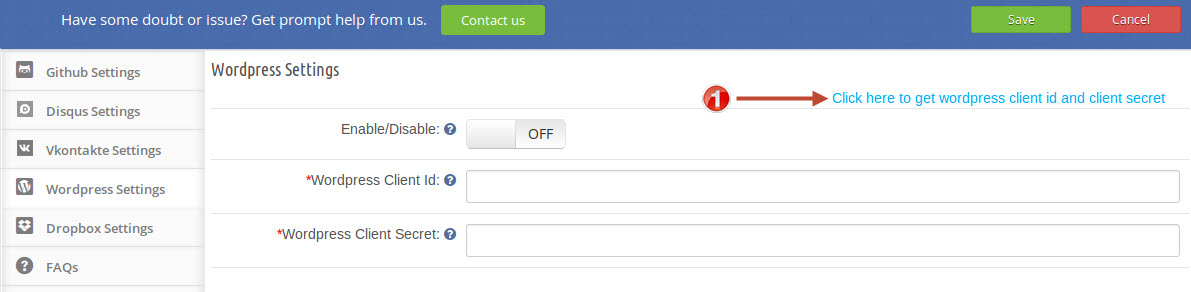 Have some doubt or issue? Get prompt help from us. Contact us Save Cancel
Github Settings
Disqus Settings
Vkontakte Settings
Wordpress Settings
Dropbox Settings
FAQs
Wordpress Settings
1 Click here to get wordpress client id and client secret
Enable/Disable: ? OFF
*Wordpress Client Id: ?
*Wordpress Client Secret: ?